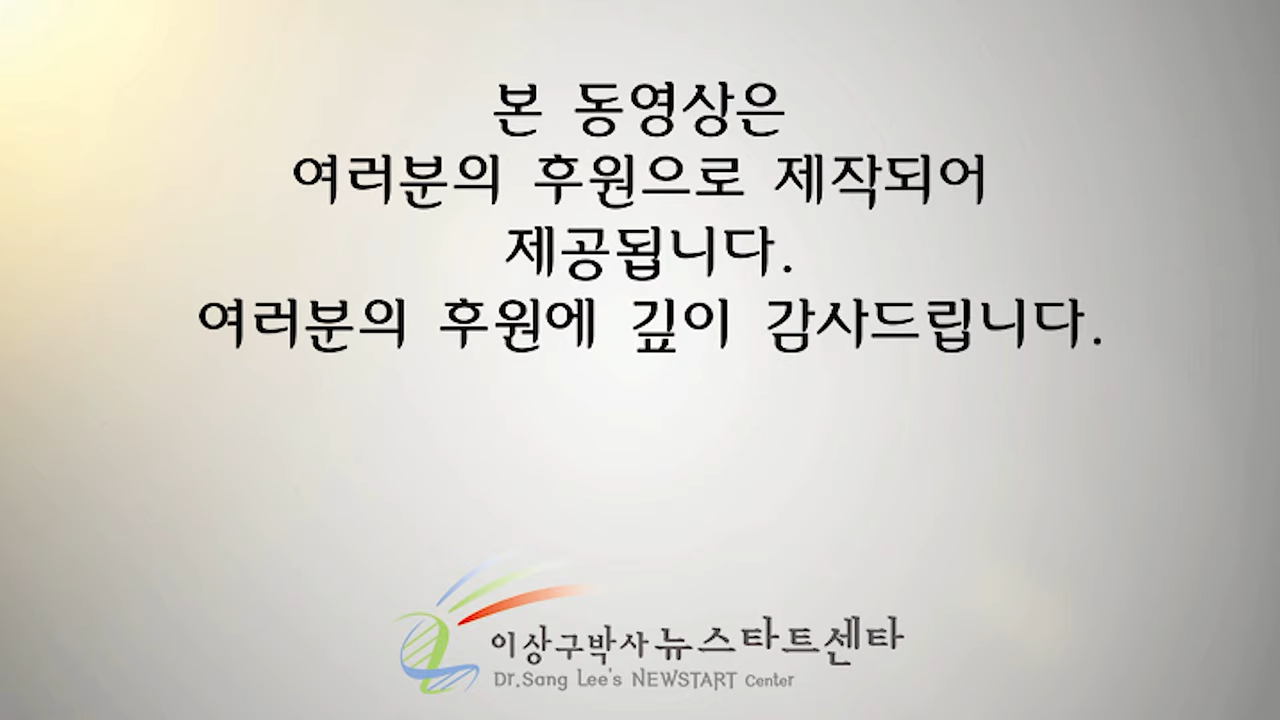 본 동영상은
여러분의 후원으로 제작되어
제공됩니다.
여러분의 후원에 깊이 감사드립니다.
이상구박사 뉴스타트센타
Dr.Sang Lee's NEWSTART Center